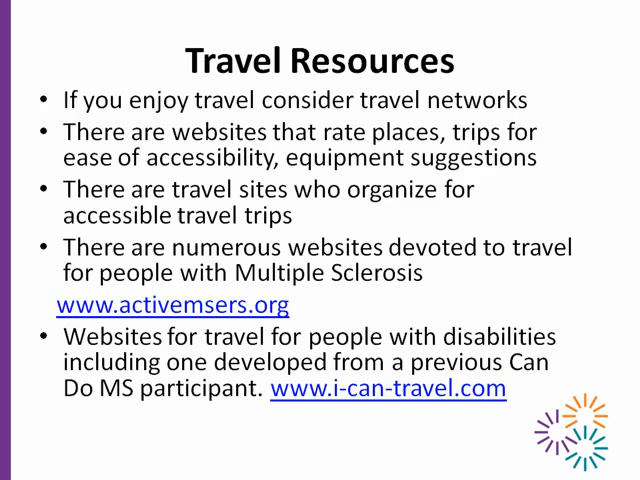 Travel Resources
• If you enjoy travel consider travel networks
• There are websites that rate places, trips for
ease of accessibility, equipment suggestions
• There are travel sites who organize for
accessible travel trips
• There are numerous websites devoted to travel
for people with Multiple Sclerosis
www.activemsers.org
• Websites for travel for people with disabilities
including one developed from a previous Can
Do MS participant. www.i-can-travel.com